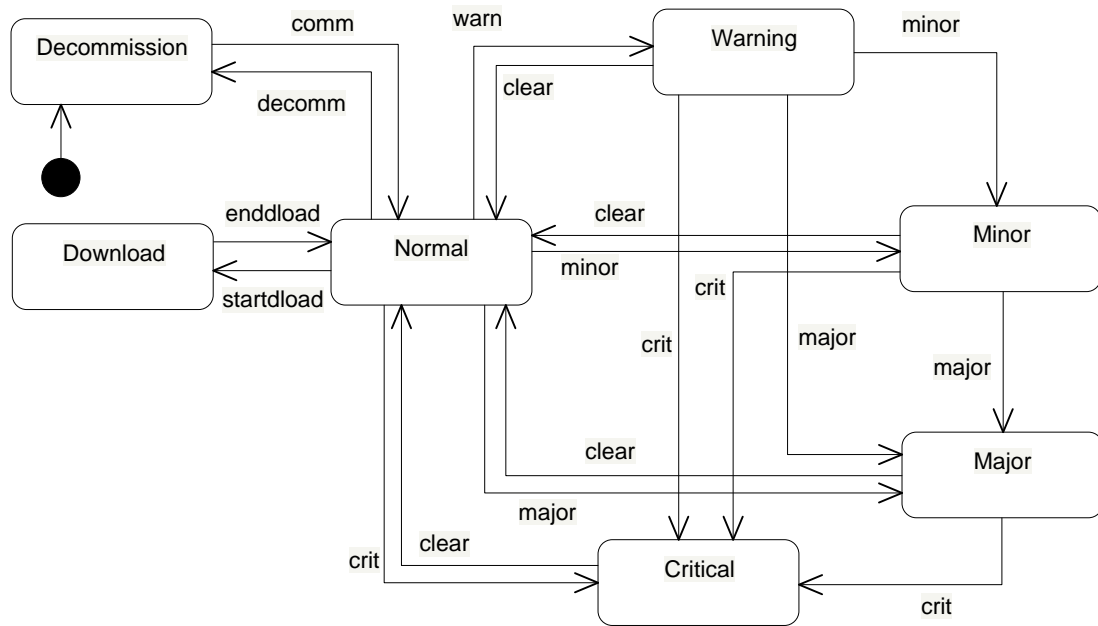 comm
warn
Warning
minor
Decommission
clear
decomm
enddload
clear
Minor
Download
Normal
minor
startdload
crit
crit
major
major
clear
Major
major
crit
clear
Critical
crit